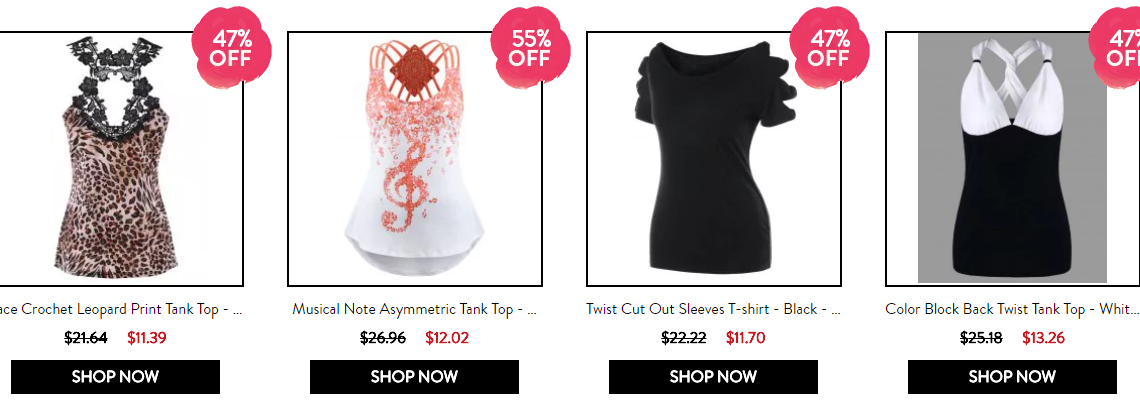 47%
OFF
55%
OFF
47%
OFF
47%
ace Crochet Leopard Print Tank Top - ...
Musical Note Asymmetric Tank Top - ...
Twist Cut Out Sleeves T-shirt - Black - ...
Color Block Back Twist Tank Top - Whit...
$21.64 $11.39
$26.96 $12.02
$22.22 $11.70
$25.18 $13.26
SHOP NOW
SHOP NOW
SHOP NOW
SHOP NOW